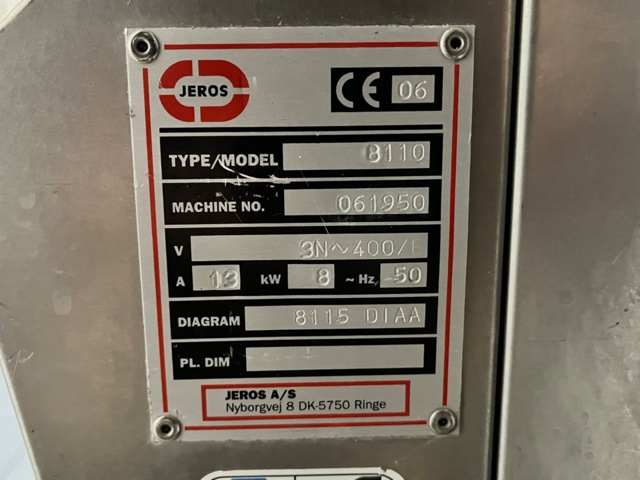 JEROS
CE 06
TYPE/MODEL 8110
MACHINE NO. 061950
V 3N~400/E
A 13 kW 8 ~ Hz 50
DIAGRAM 8115 DIAA
PL. DIM
JEROS A/S
Nyborgvej 8 DK-5750 Ringe